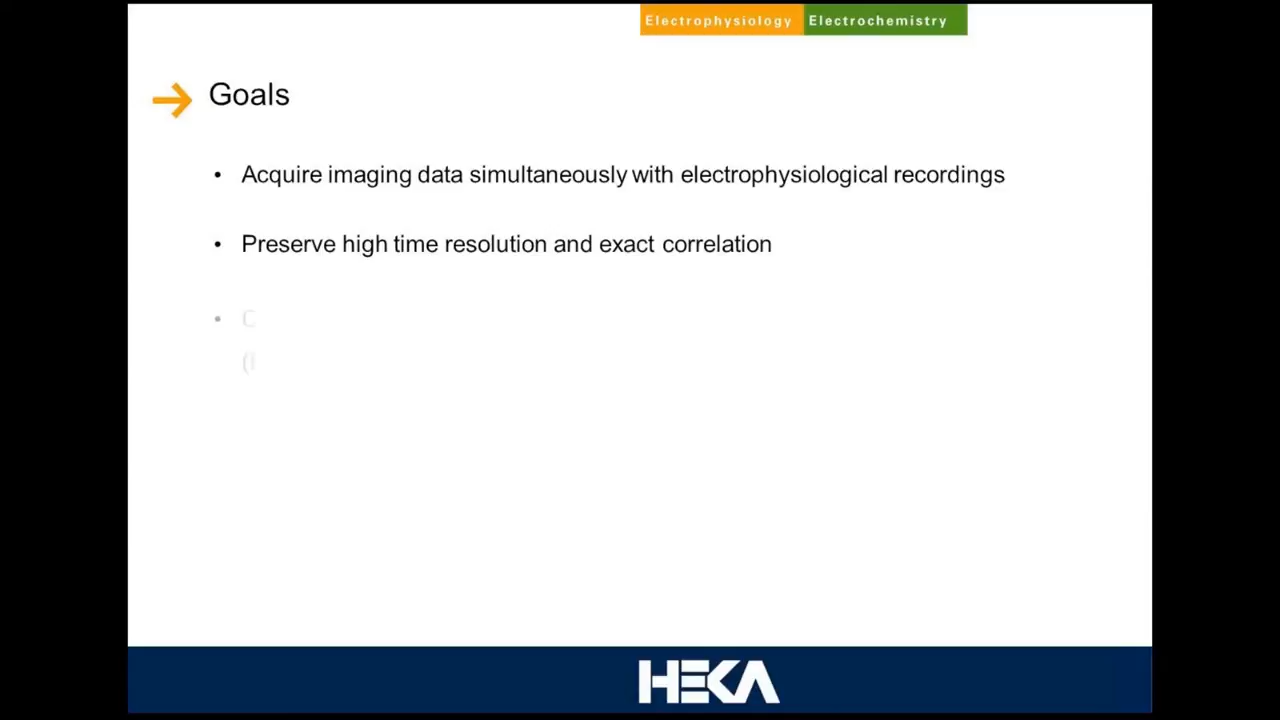 Electrophysiology Electrochemistry
Goals
• Acquire imaging data simultaneously with electrophysiological recordings
• Preserve high time resolution and exact correlation
HEKA